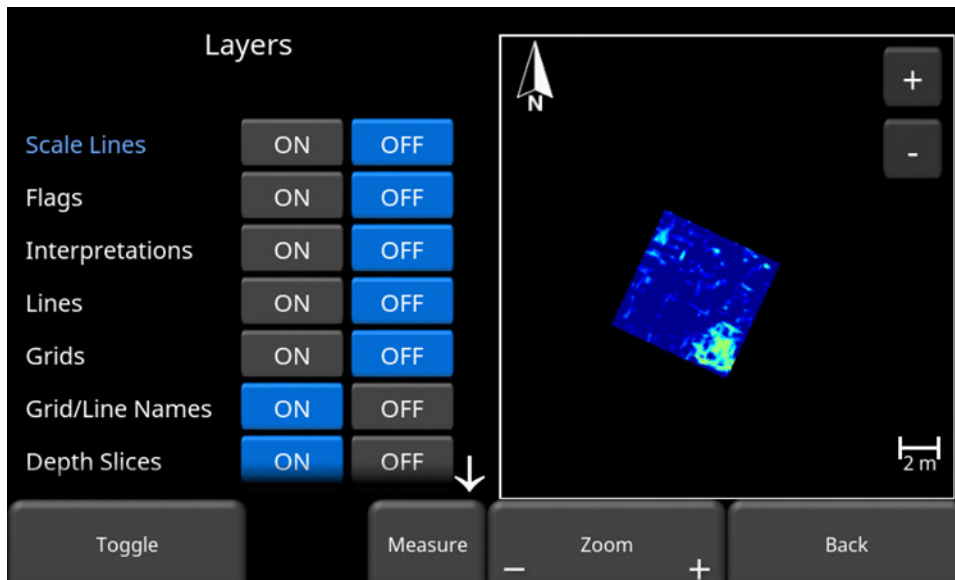 Layers
Scale Lines ON OFF
Flags ON OFF
Interpretations ON OFF
Lines ON OFF
Grids ON OFF
Grid/Line Names ON OFF
Depth Slices ON OFF
N
+
-
2 m
Toggle
Measure
− Zoom +
Back